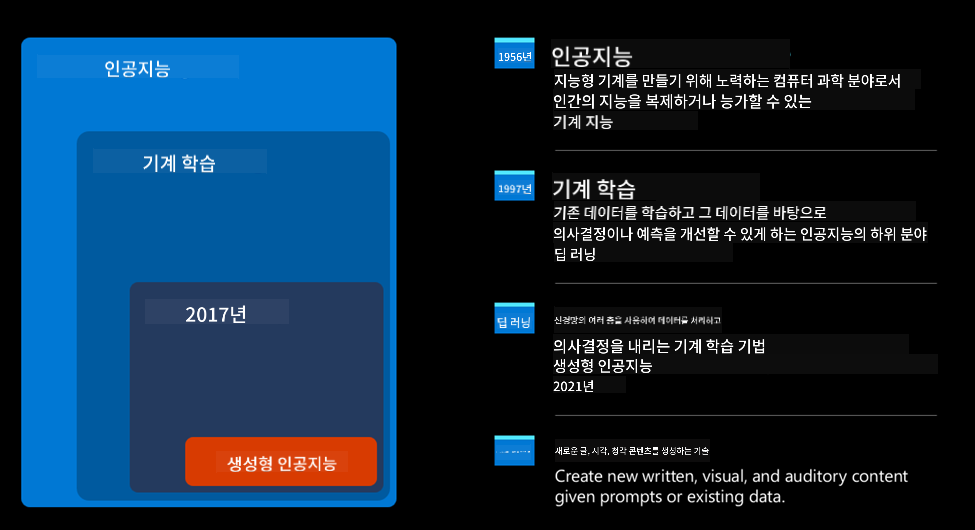 인공지능
기계 학습
2017년
생성형 인공지능
1956년
인공지능
지능형 기계를 만들기 위해 노력하는 컴퓨터 과학 분야로서
인간의 지능을 복제하거나 능가할 수 있는
기계 지능
1997년
기계 학습
기존 데이터를 학습하고 그 데이터를 바탕으로
의사결정이나 예측을 개선할 수 있게 하는 인공지능의 하위 분야
딥 러닝
딥 러닝
신경망의 여러 층을 사용하여 데이터를 처리하고
의사결정을 내리는 기계 학습 기법
생성형 인공지능
2021년
새로운 글, 시각, 청각 콘텐츠를 생성하는 기술
Create new written, visual, and auditory content
given prompts or existing data.